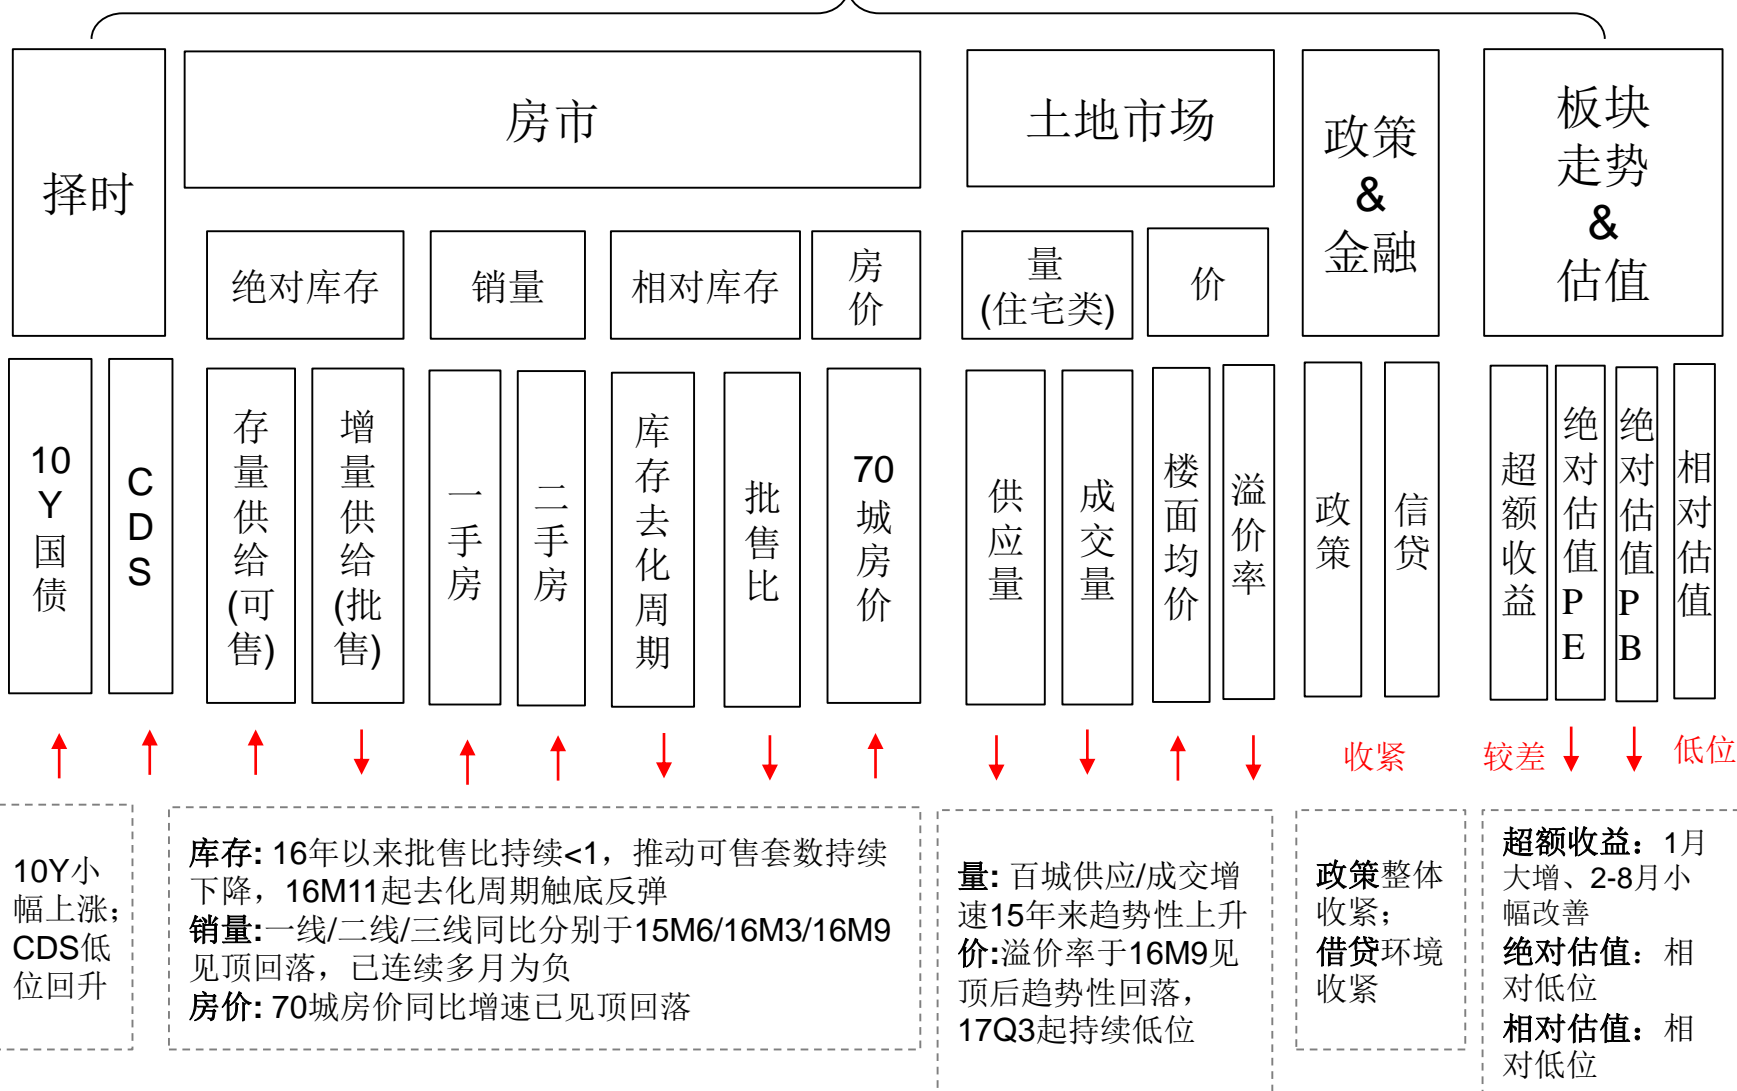 择时
房市
土地市场
政策
&
金融
板块
走势
&
估值
绝对库存
销量
相对库存
房
价
量
(住宅类)
价
10
Y
国
债
C
D
S
存
量
供
给
(可
售)
增
量
供
给
(批
售)
一
手
房
二
手
房
库
存
去
化
周
期
批
售
比
70
城
房
价
供
应
量
成
交
量
楼
面
均
价
溢
价
率
政
策
信
贷
超
额
收
益
绝
对
估
值
P
E
绝
对
估
值
P
B
相
对
估
值
收紧
较差
低位
10Y小
幅上涨;
CDS低
位回升
库存: 16年以来批售比持续<1，推动可售套数持续
下降，16M11起去化周期触底反弹
销量:一线/二线/三线同比分别于15M6/16M3/16M9
见顶回落，已连续多月为负
房价: 70城房价同比增速已见顶回落
量: 百城供应/成交增
速15年来趋势性上升
价:溢价率于16M9见
顶后趋势性回落，
17Q3起持续低位
政策整体
收紧;
借贷环境
收紧
超额收益：1月
大增、2-8月小
幅改善
绝对估值：相
对低位
相对估值：相
对低位